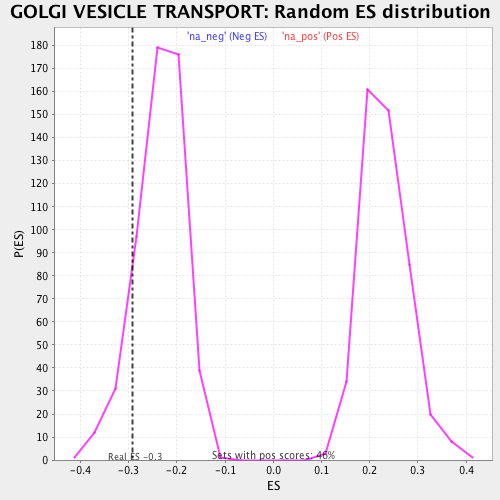 GOLGI VESICLE TRANSPORT: Random ES distribution
'na_neg' (Neg ES) 'na_pos' (Pos ES)
180
170
160
150
140
130
120
110
100
90
80
70
60
50
40
30
20
10
0
P(ES)
Real ES -0.3
Sets with pos scores: 46%
-0.4 -0.3 -0.2 -0.1 0.0 0.1 0.2 0.3 0.4
ES